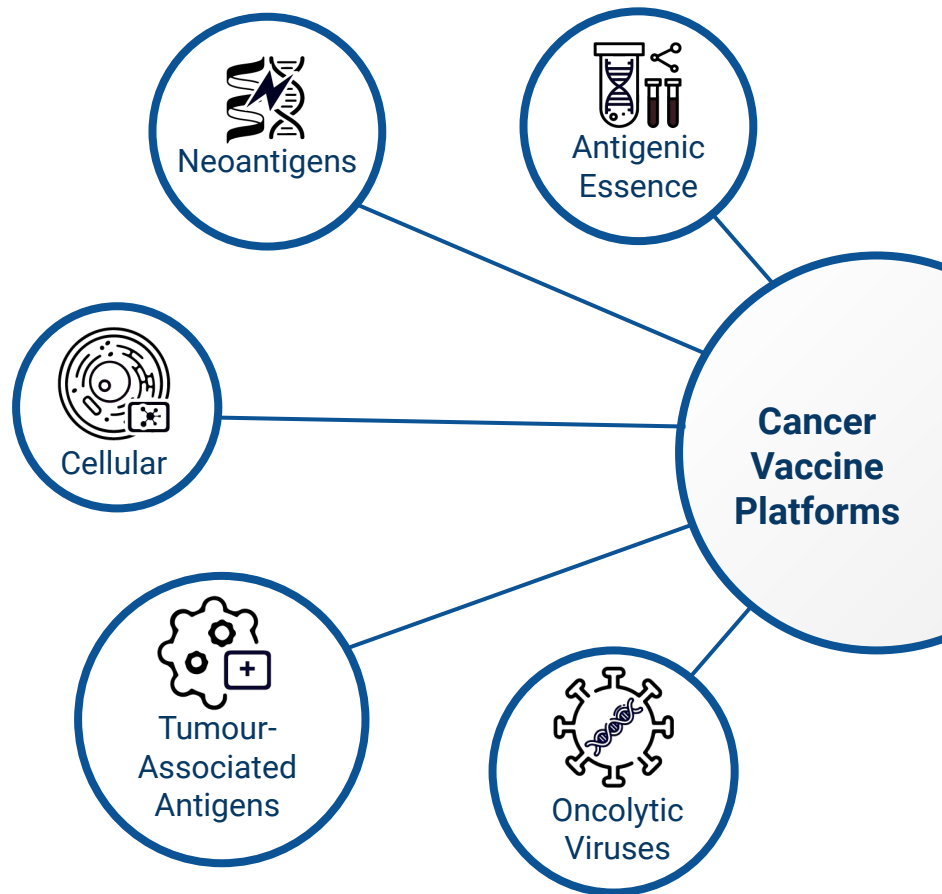 Neoantigens
Antigenic
Essence
Cellular
Cancer
Vaccine
Platforms
Tumour-
Associated
Antigens
Oncolytic
Viruses